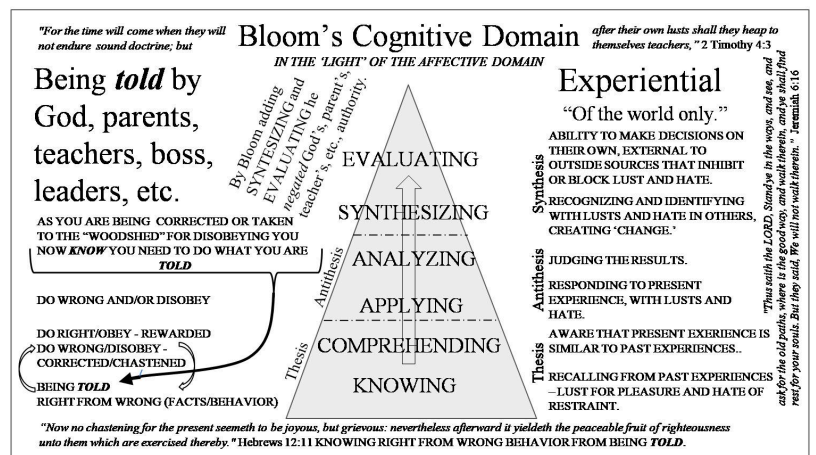 "For the time will come when they will
not endure sound doctrine; but
Bloom's Cognitive Domain
after their own lusts shall they heap to
themselves teachers," 2 Timothy 4:3
IN THE 'LIGHT' OF THE AFFECTIVE DOMAIN
Being told by
God, parents,
teachers, boss,
leaders, etc.
By Bloom adding
SYNTESIZING and
EVALUATING he
negated God's, parent's,
teacher's, etc., authority.
AS YOU ARE BEING CORRECTED OR TAKEN
TO THE "WOODSHED" FOR DISOBEYING YOU
NOW KNOW YOU NEED TO DO WHAT YOU ARE
TOLD
DO WRONG AND/OR DISOBEY
DO RIGHT/OBEY - REWARDED
DO WRONG/DISOBEY -
CORRECTED/CHASTENED
BEING TOLD
RIGHT FROM WRONG (FACTS/BEHAVIOR)
EVALUATING
SYNTHESIZING
Antithesis
ANALYZING
APPLYING
Thesis
COMPREHENDING
KNOWING
Experiential
"Of the world only."
Synthesis
ABILITY TO MAKE DECISIONS ON
THEIR OWN, EXTERNAL TO
OUTSIDE SOURCES THAT INHIBIT
OR BLOCK LUST AND HATE.
RECOGNIZING AND IDENTIFYING
WITH LUSTS AND HATE IN OTHERS,
CREATING 'CHANGE.'
Antithesis
JUDGING THE RESULTS.
RESPONDING TO PRESENT
EXPERIENCE, WITH LUSTS AND
HATE.
Thesis
AWARE THAT PRESENT EXERIENCE IS
SIMILAR TO PAST EXPERIENCES..
RECALLING FROM PAST EXPERIENCES
– LUST FOR PLEASURE AND HATE OF
RESTRAINT.
"Thus saith the LORD, Stand ye in the ways, and see, and
ask for the old paths, where is the good way, and walk therein, and ye shall find
rest for your souls. But they said, We will not walk therein." Jeremiah 6:16
"Now no chastening for the present seemeth to be joyous, but grievous: nevertheless afterward it yieldeth the peaceable fruit of righteousness
unto them which are exercised thereby." Hebrews 12:11 KNOWING RIGHT FROM WRONG BEHAVIOR FROM BEING TOLD.